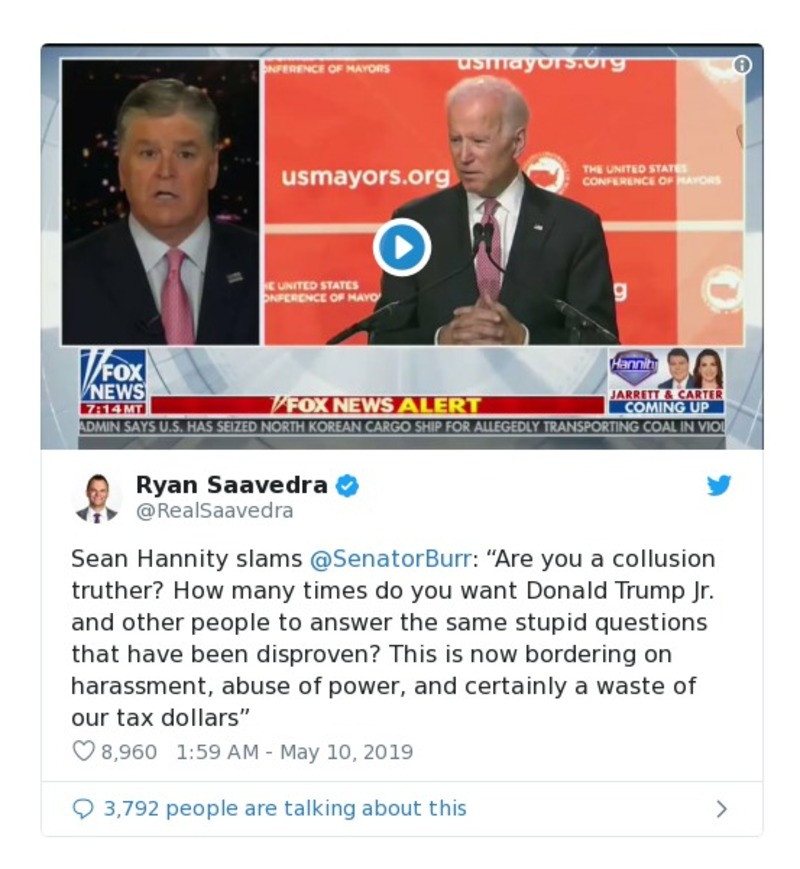 ONFERENCE OF MAYORS
usmayors.org
usmayors.org
THE UNITED STATES
CONFERENCE OF MAYORS
E UNITED STATES
ONFERENCE OF MAYO
g
FOX
NEWS
7:14 MT
FOX NEWS ALERT
Hannity
JARRETT & CARTER
COMING UP
ADMIN SAYS U.S. HAS SEIZED NORTH KOREAN CARGO SHIP FOR ALLEGEDLY TRANSPORTING COAL IN VIOL
Ryan Saavedra
@RealSaavedra
Sean Hannity slams @SenatorBurr: “Are you a collusion
truther? How many times do you want Donald Trump Jr.
and other people to answer the same stupid questions
that have been disproven? This is now bordering on
harassment, abuse of power, and certainly a waste of
our tax dollars”
8,960 1:59 AM - May 10, 2019
3,792 people are talking about this